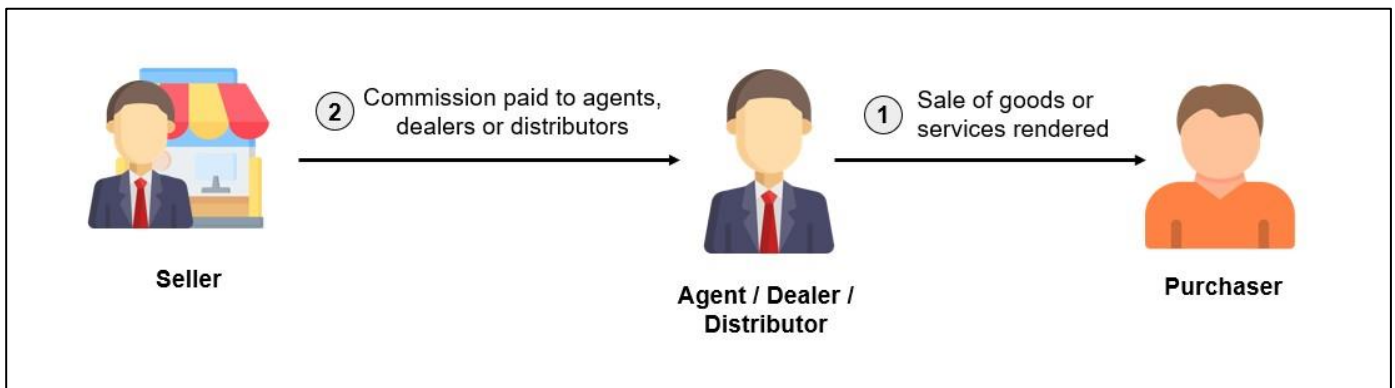 2
Commission paid to agents,
dealers or distributors
1
Sale of goods or
services rendered
Seller
Agent / Dealer /
Distributor
Purchaser